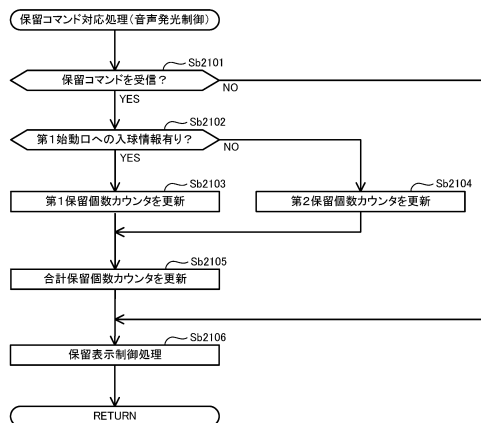 保留コマンド対応処理(音声発光制御)
Sb2101
保留コマンドを受信?
NO
YES
Sb2102
第1始動口への入球情報有り?
NO
YES
Sb2103
第1保留個数カウンタを更新
Sb2104
第2保留個数カウンタを更新
Sb2105
合計保留個数カウンタを更新
Sb2106
保留表示制御処理
RETURN